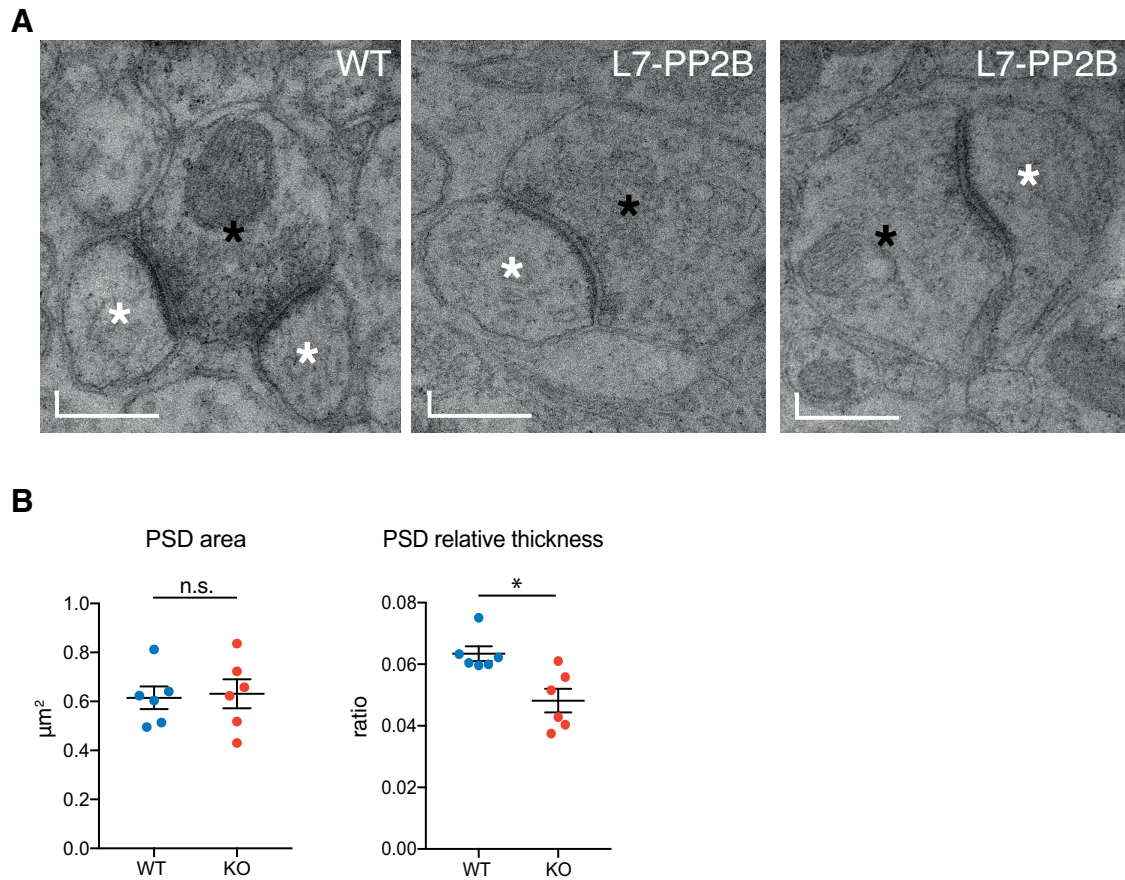 A
WT
L7-PP2B
L7-PP2B
*
*
*
*
*
*
*
B
PSD area
n.s.
1.0
0.8
0.6
0.4
0.2
0.0
µm²
WT
KO
PSD relative thickness
*
0.08
0.06
0.04
0.02
0.00
ratio
WT
KO